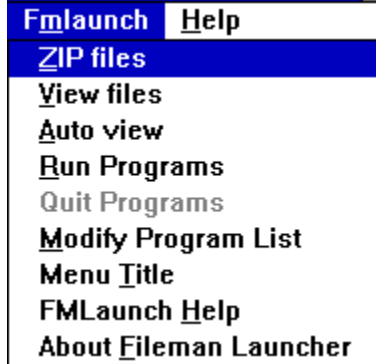 Fmlaunch Help
ZIP files
View files
Auto view
Run Programs
Quit Programs
Modify Program List
Menu Title
FMLaunch Help
About Fileman Launcher